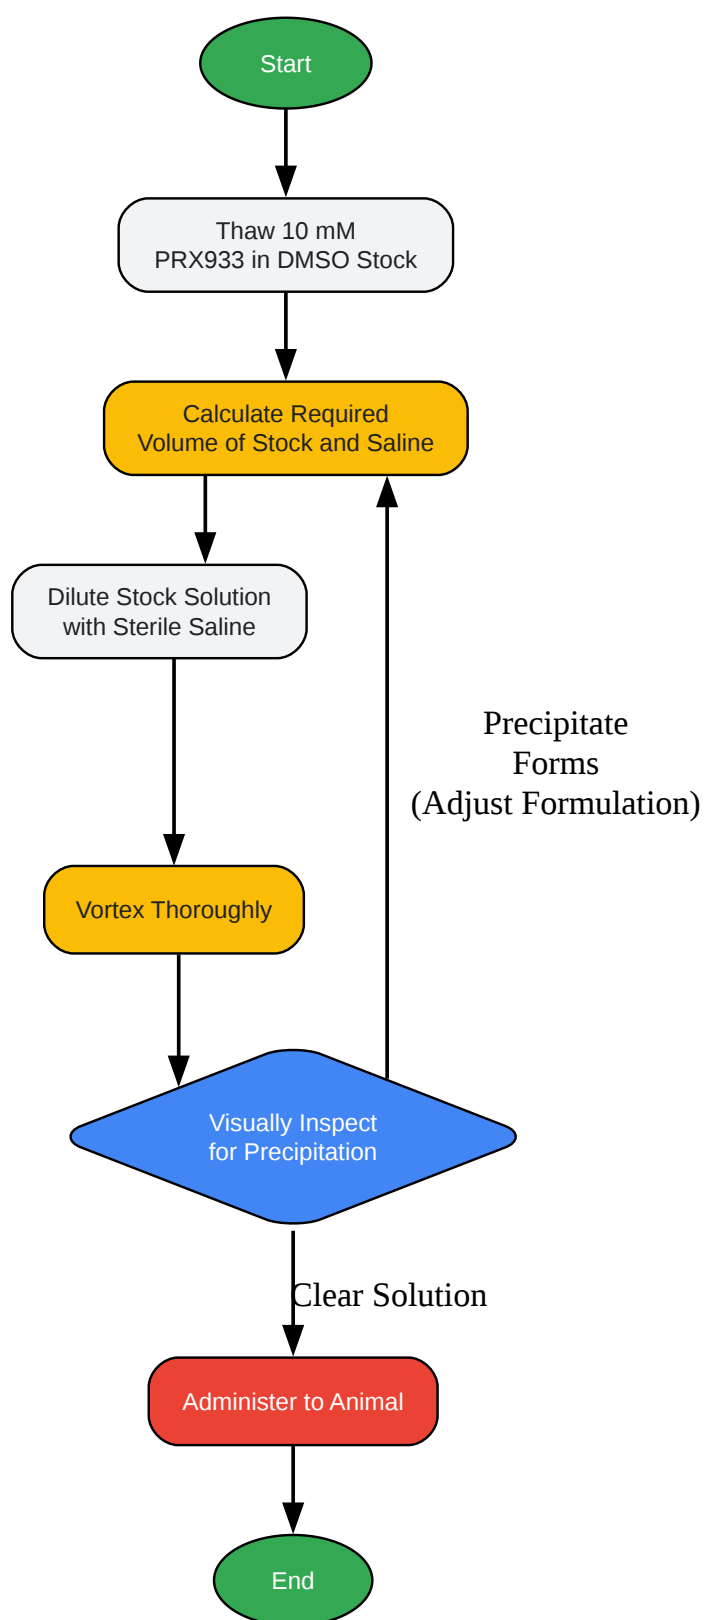 Start
Thaw 10 mM
PRX933 in DMSO Stock
Calculate Required
Volume of Stock and Saline
Dilute Stock Solution
with Sterile Saline
Precipitate
Forms
(Adjust Formulation)
Vortex Thoroughly
Visually Inspect
for Precipitation
Clear Solution
Administer to Animal
End